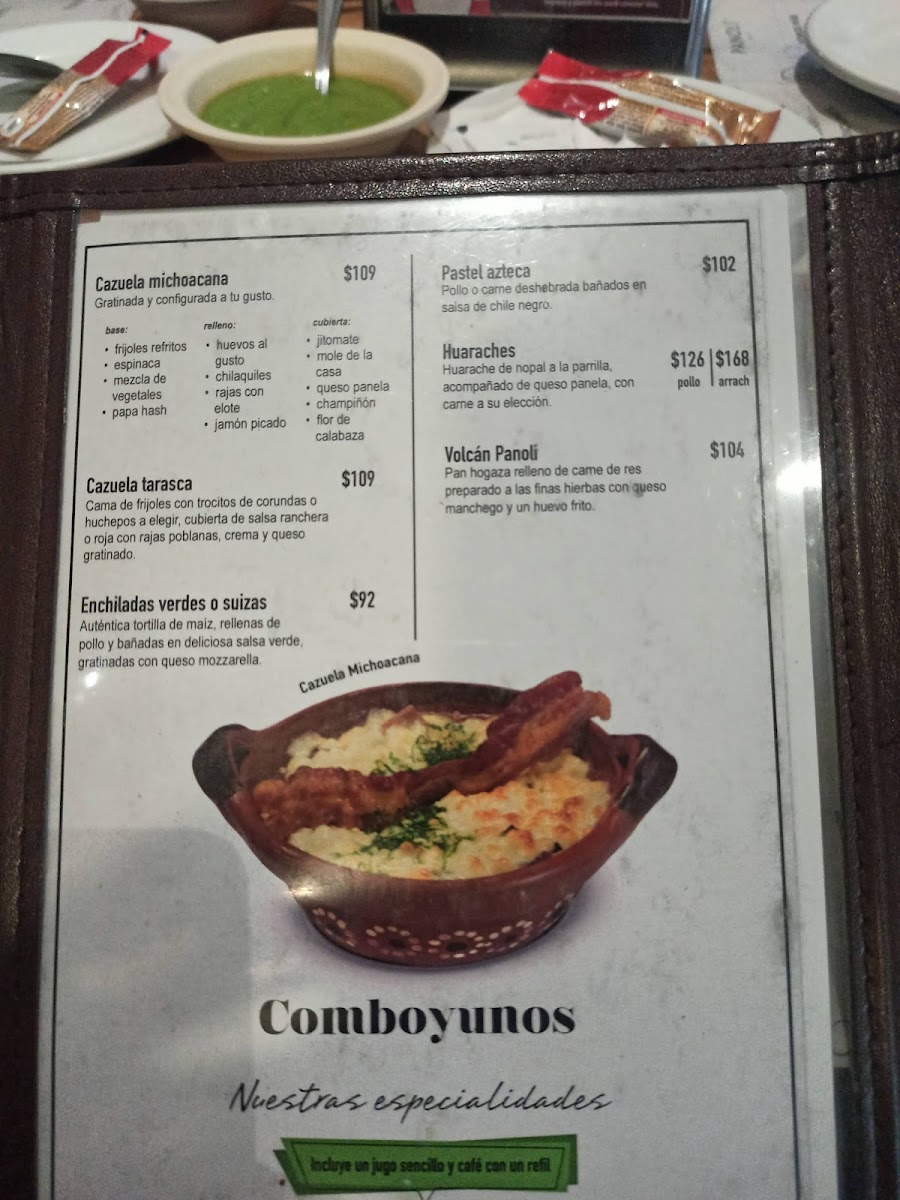 PANOLI
Cazuela michoacana $109
Gratinada y configurada a tu gusto.
base:
• frijoles refritos
• espinaca
• mezcla de
vegetales
• papa hash
relleno:
• huevos al
gusto
• chilaquiles
• rajas con
elote
• jamón picado
cubierta:
• jitomate
• mole de la
casa
• queso panela
• champiñón
• flor de
calabaza
Cazuela tarasca $109
Cama de frijoles con trocitos de corundas o
huchepos a elegir, cubierta de salsa ranchera
o roja con rajas poblanas, crema y queso
gratinado.
Enchiladas verdes o suizas $92
Auténtica tortilla de maíz, rellenas de
pollo y bañadas en deliciosa salsa verde,
gratinadas con queso mozzarella.
Pastel azteca $102
Pollo o carne deshebrada bañados en
salsa de chile negro.
Huaraches $126 | $168
pollo arrach
Huarache de nopal a la parrilla,
acompañado de queso panela, con
carne a su elección.
Volcán Panoli $104
Pan hogaza relleno de carne de res
preparado a las finas hierbas con queso
manchego y un huevo frito.
Cazuela Michoacana
Comboyunos
Nuestras especialidades
Incluye un jugo sencillo y café con un refil